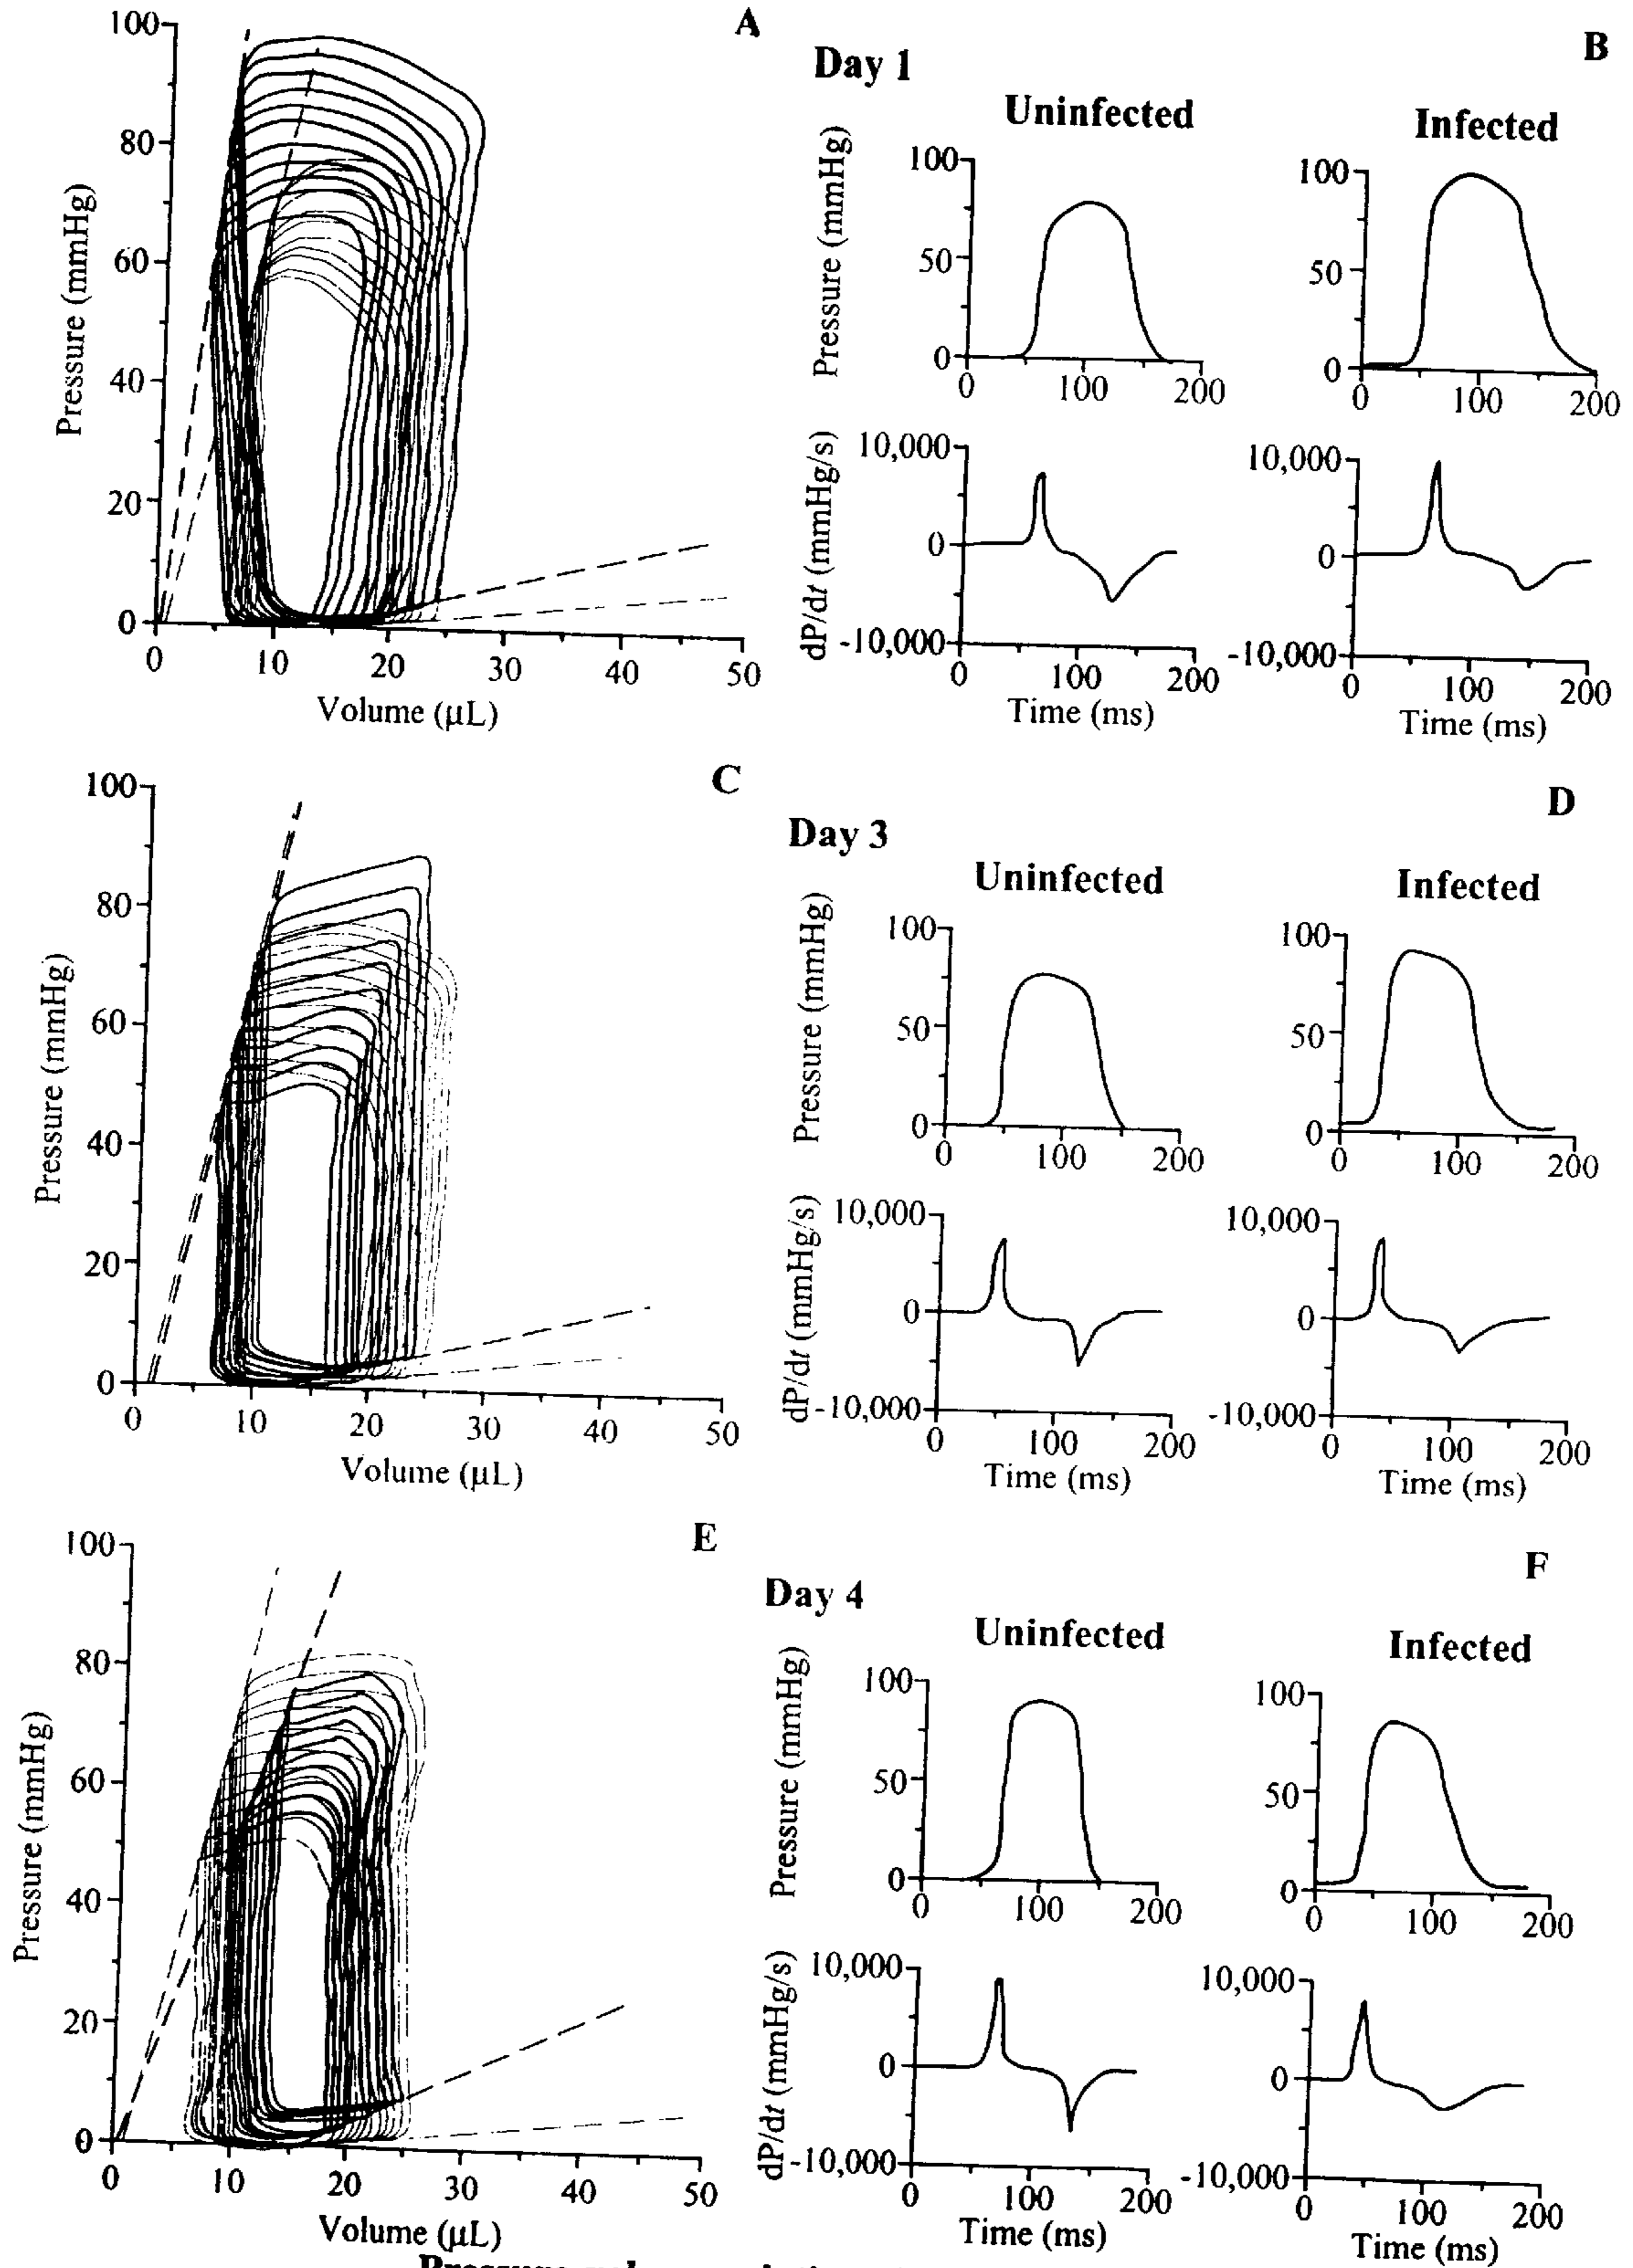 A
100
80
60
40
20
0
Pressure (mmHg)
0 10 20 30 40 50
Volume (μL)
Day 1
B
Uninfected
Infected
Pressure (mmHg)
100
50
0
0 100 200
100
50
0
0 100 200
dP/dt (mmHg/s)
10,000
0
-10,000
0 100 200
Time (ms)
10,000
0
-10,000
0 100 200
Time (ms)
C
100
80
60
40
20
0
Pressure (mmHg)
0 10 20 30 40 50
Volume (μL)
Day 3
D
Uninfected
Infected
Pressure (mmHg)
100
50
0
0 100 200
100
50
0
0 100 200
dP/dt (mmHg/s)
10,000
0
-10,000
0 100 200
Time (ms)
10,000
0
-10,000
0 100 200
Time (ms)
E
100
80
60
40
20
0
Pressure (mmHg)
0 10 20 30 40 50
Volume (μL)
Day 4
F
Uninfected
Infected
Pressure (mmHg)
100
50
0
0 100 200
100
50
0
0 100 200
dP/dt (mmHg/s)
10,000
0
-10,000
0 100 200
Time (ms)
10,000
0
-10,000
0 100 200
Time (ms)